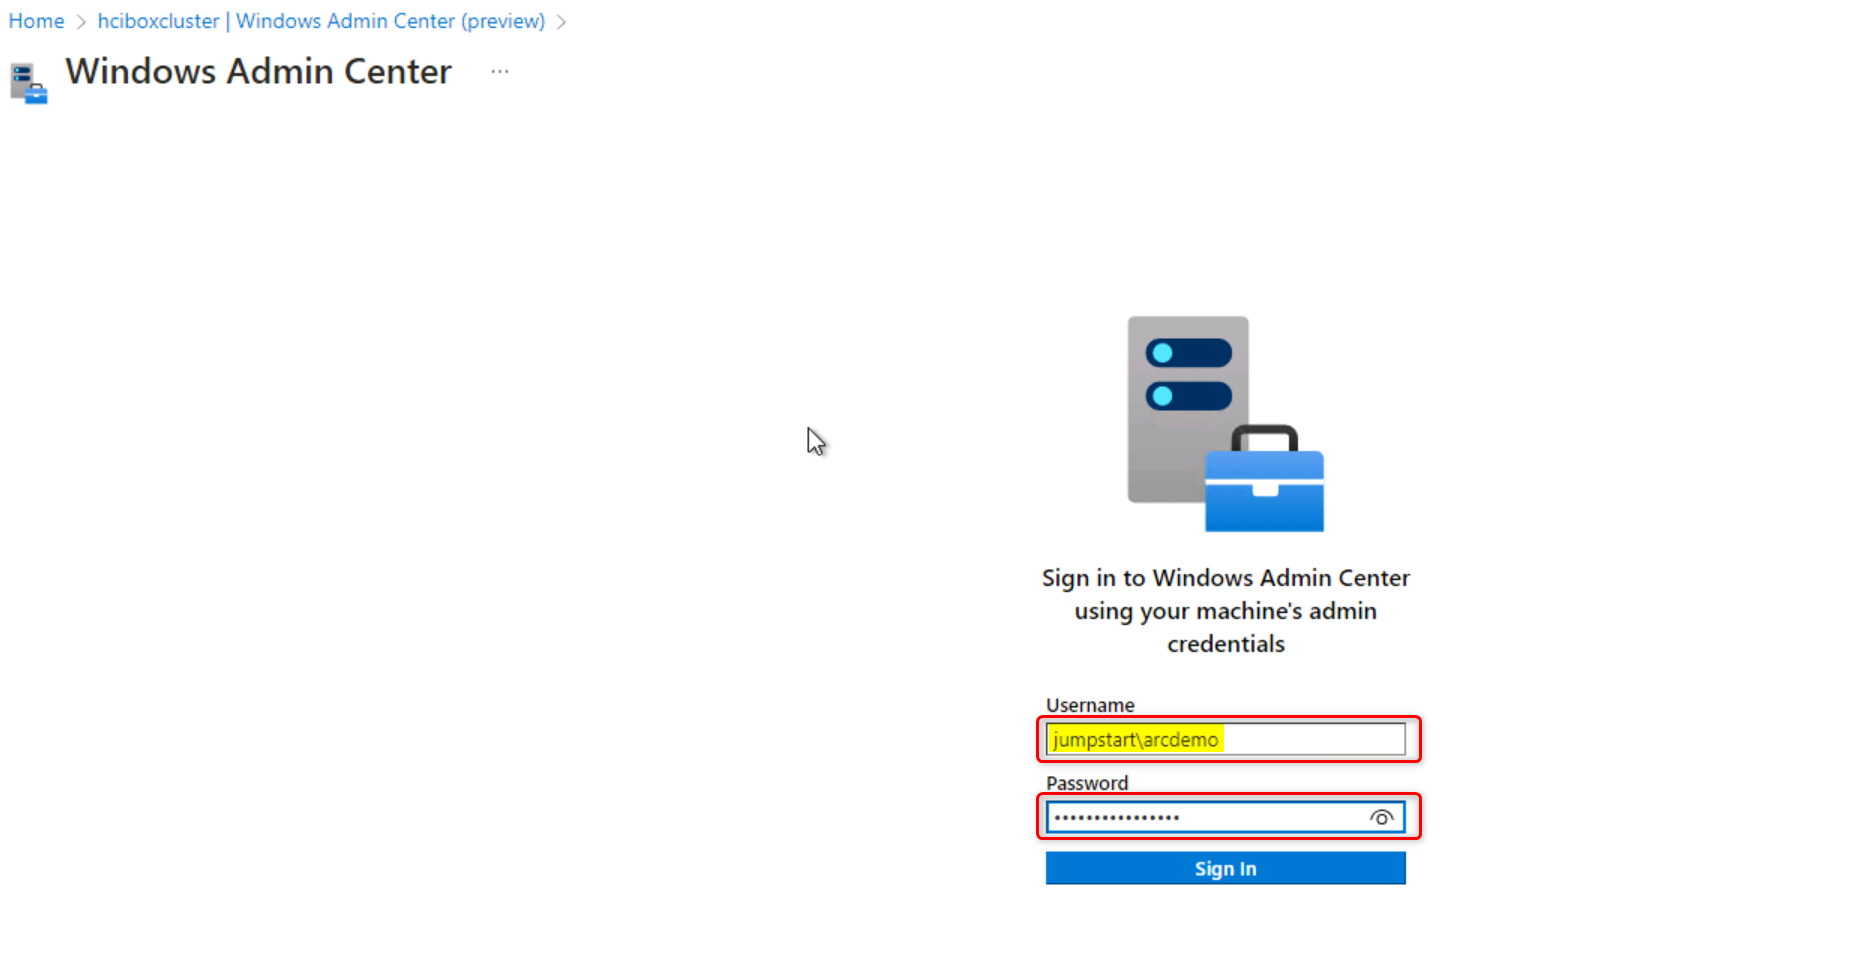 Home > hciboxcluster | Windows Admin Center (preview) >
Windows Admin Center ...
Sign in to Windows Admin Center
using your machine's admin
credentials
Username
jumpstart\arcdemo
Password
••••••••••••••••
Sign In